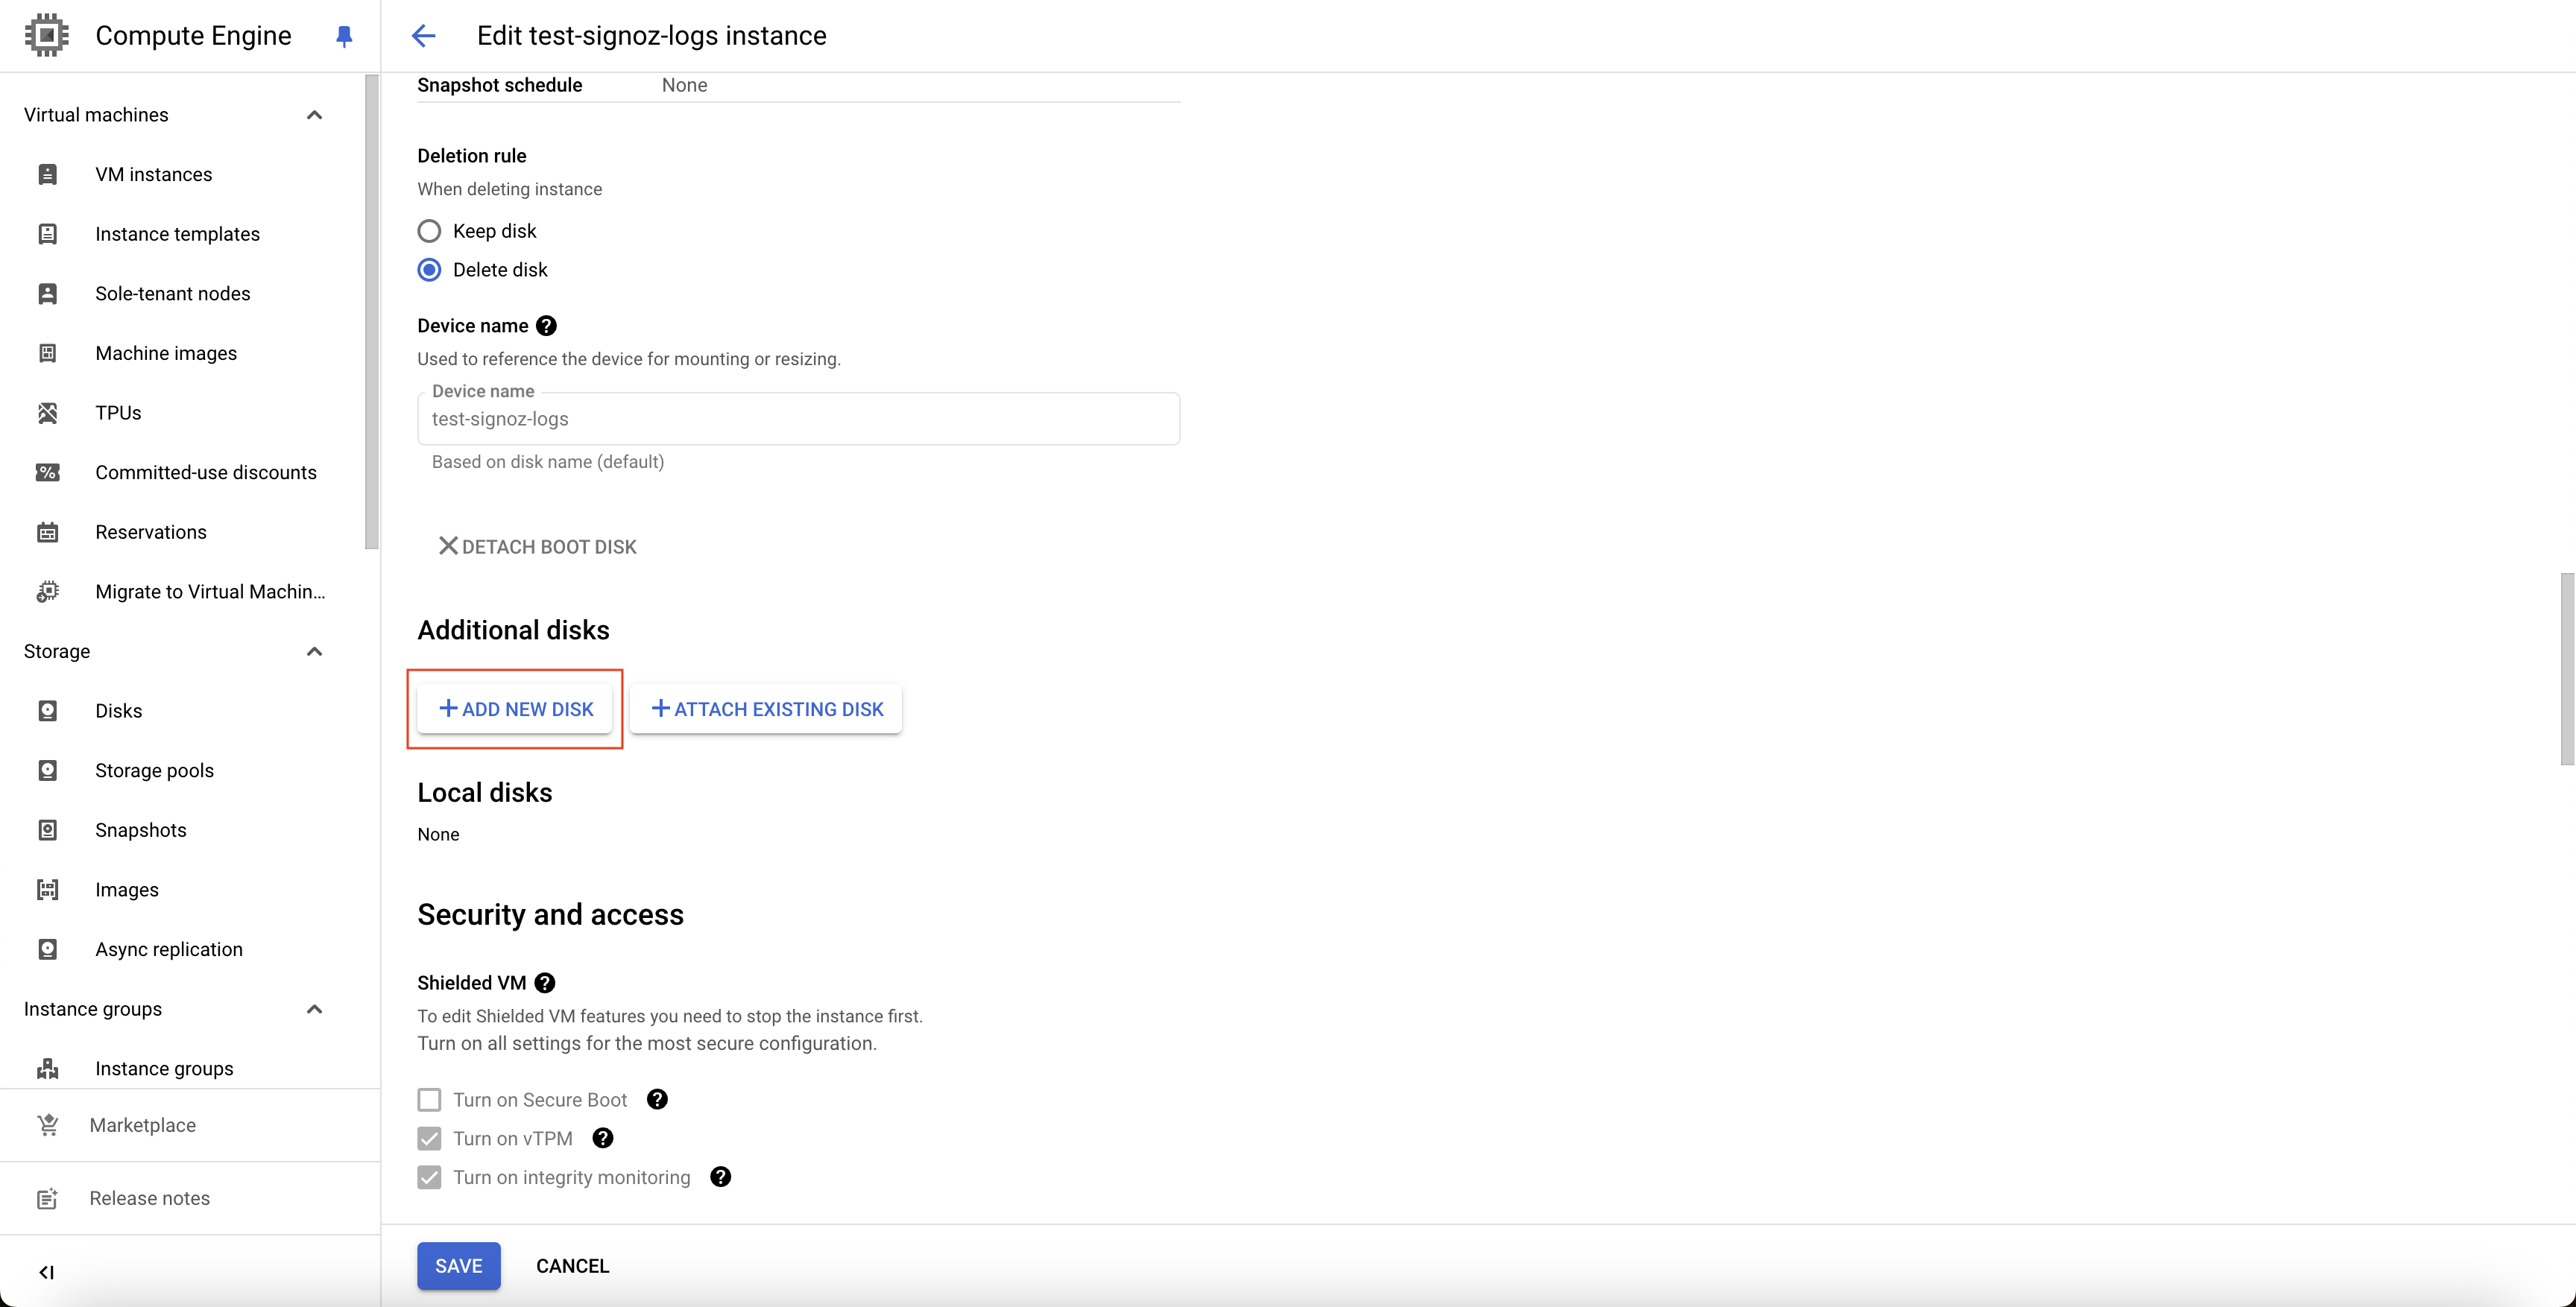 Compute Engine
Edit test-signoz-logs instance
Virtual machines
VM instances
Instance templates
Sole-tenant nodes
Machine images
TPUs
Committed-use discounts
Reservations
Migrate to Virtual Machin...
Storage
Disks
Storage pools
Snapshots
Images
Async replication
Instance groups
Instance groups
Marketplace
Release notes
Snapshot schedule None
Deletion rule
When deleting instance
Keep disk
Delete disk
Device name
Used to reference the device for mounting or resizing.
Device name
test-signoz-logs
Based on disk name (default)
DETACH BOOT DISK
Additional disks
ADD NEW DISK ATTACH EXISTING DISK
Local disks
None
Security and access
Shielded VM
To edit Shielded VM features you need to stop the instance first.
Turn on all settings for the most secure configuration.
Turn on Secure Boot
Turn on vTPM
Turn on integrity monitoring
SAVE CANCEL